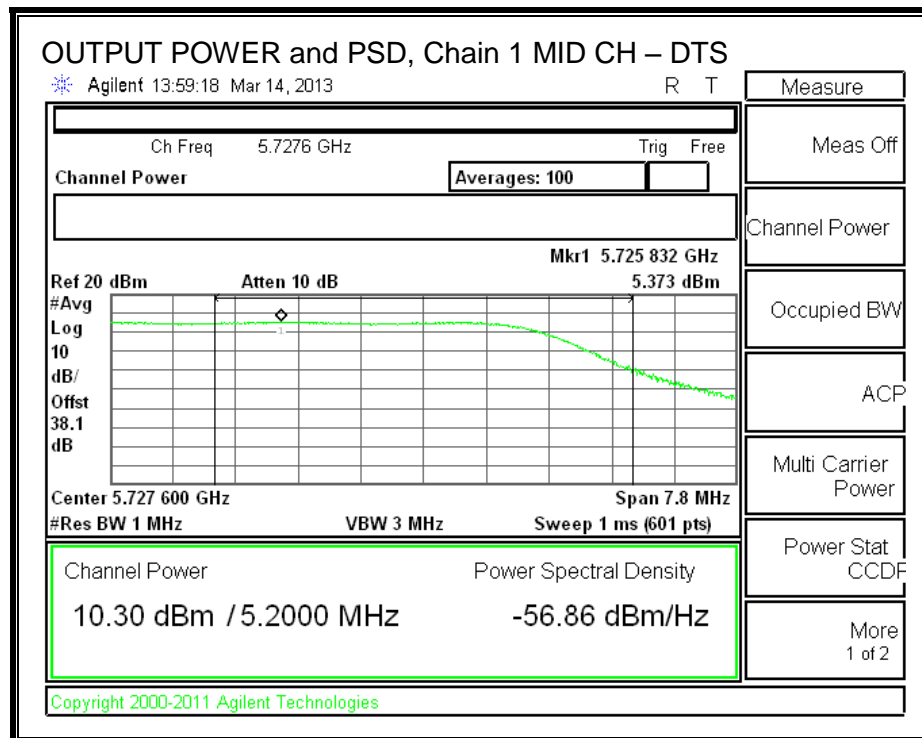 OUTPUT POWER and PSD, Chain 1 MID CH – DTS
Agilent 13:59:18 Mar 14, 2013 R T
Measure
Ch Freq 5.7276 GHz Trig Free
Meas Off
Channel Power Averages: 100
Channel Power
Mkr1 5.725 832 GHz
Ref 20 dBm Atten 10 dB 5.373 dBm
#Avg
Log
10
dB/
Offst
38.1
dB
1
Occupied BW
ACP
Center 5.727 600 GHz Span 7.8 MHz
#Res BW 1 MHz VBW 3 MHz Sweep 1 ms (601 pts)
Multi Carrier
Power
Channel Power Power Spectral Density
10.30 dBm / 5.2000 MHz -56.86 dBm/Hz
Power Stat
CCDF
More
1 of 2
Copyright 2000-2011 Agilent Technologies